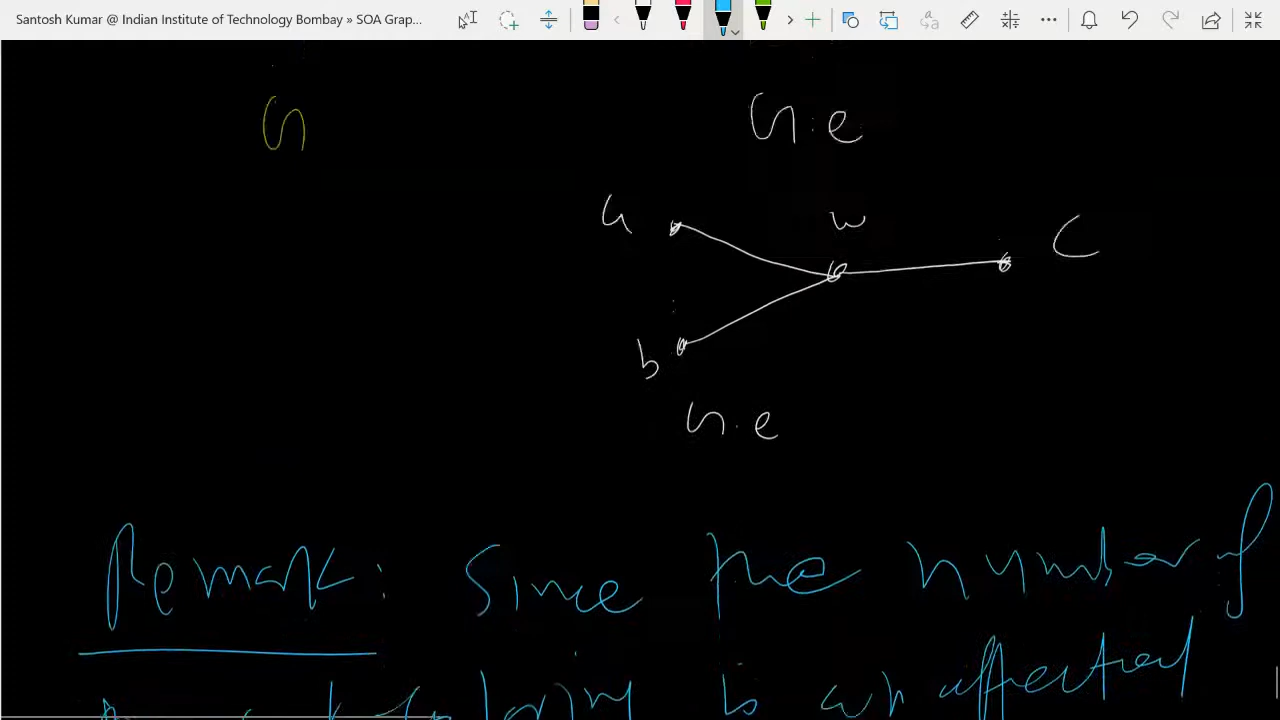 Santosh Kumar @ Indian Institute of Technology Bombay » SOA Grap...
G G·e
a w C
b
G·e
Remark: Since the number of
is unaffected